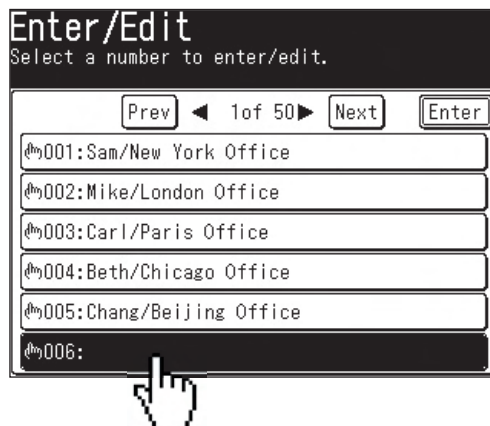 Enter/Edit
Select a number to enter/edit.
Prev ◀ 1of 50▶ Next Enter
001:Sam/New York Office
002:Mike/London Office
003:Carl/Paris Office
004:Beth/Chicago Office
005:Chang/Beijing Office
006: